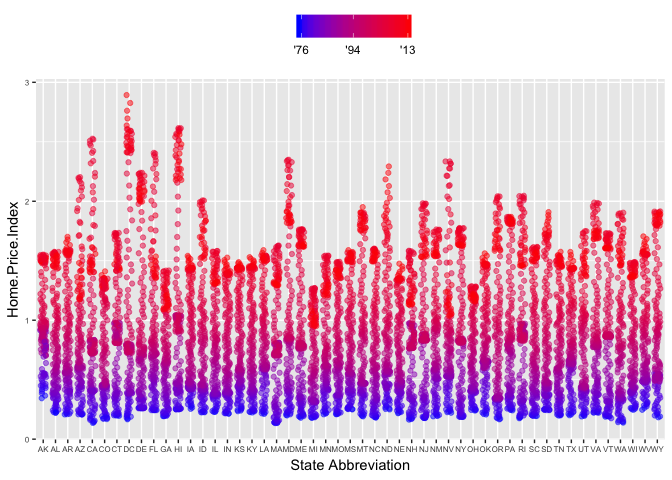 '76 '94 '13
3
2
1
0
Home.Price.Index
AK AL AR AZ CA CO CT DC DE FL GA HI IA ID IL IN KS KY LA MA MD ME MI MN MO MS MT NC ND NE NH NJ NM NV NY OH OK OR PA RI SC SD TN TX UT VA VT WA WI WV WY
State Abbreviation